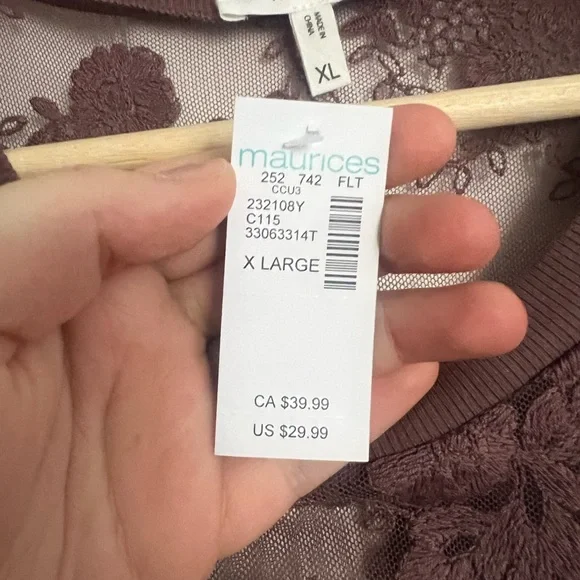 MADE IN
CHINA
XL
maurices
252 742 FLT
CCU3
232108Y
C115
33063314T
X LARGE
CA $39.99
US $29.99